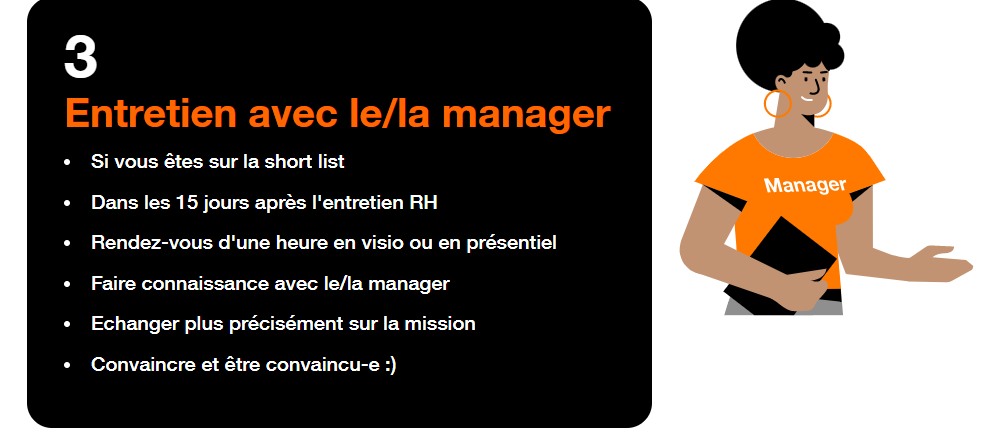 3
Entretien avec le/la manager
• Si vous êtes sur la short list
• Dans les 15 jours après l'entretien RH
• Rendez-vous d'une heure en visio ou en présentiel
• Faire connaissance avec le/la manager
• Echanger plus précisément sur la mission
• Convaincre et être convaincu-e :)
Manager